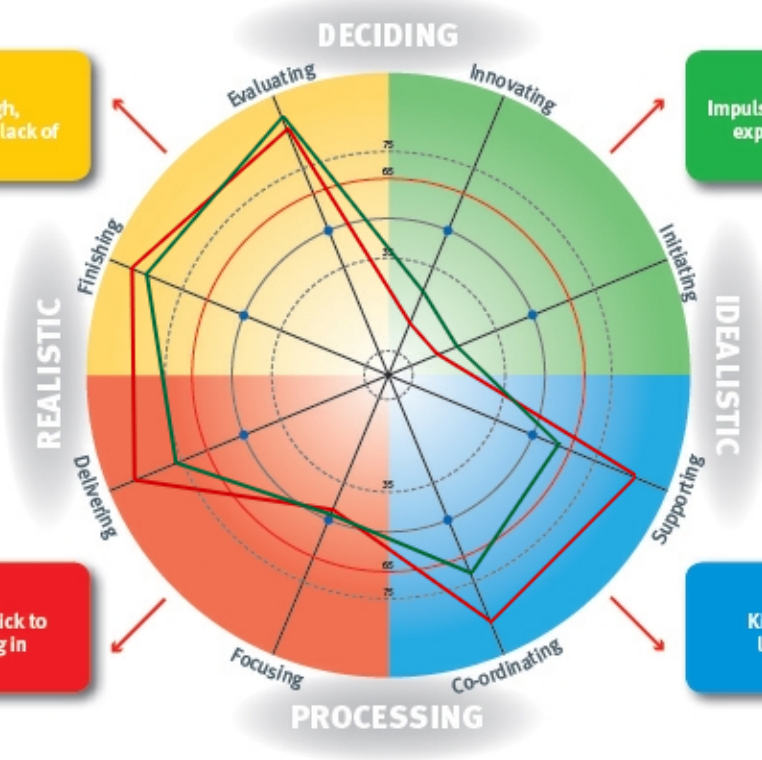 DECIDING
Evaluating
Innovating
gh,
lack of
Impuls
exp
75
65
Finishing
Initiating
REALISTIC
IDEALISTIC
Delivering
Supporting
35
65
75
ick to
g in
Ki
l
Focusing
Co-ordinating
PROCESSING